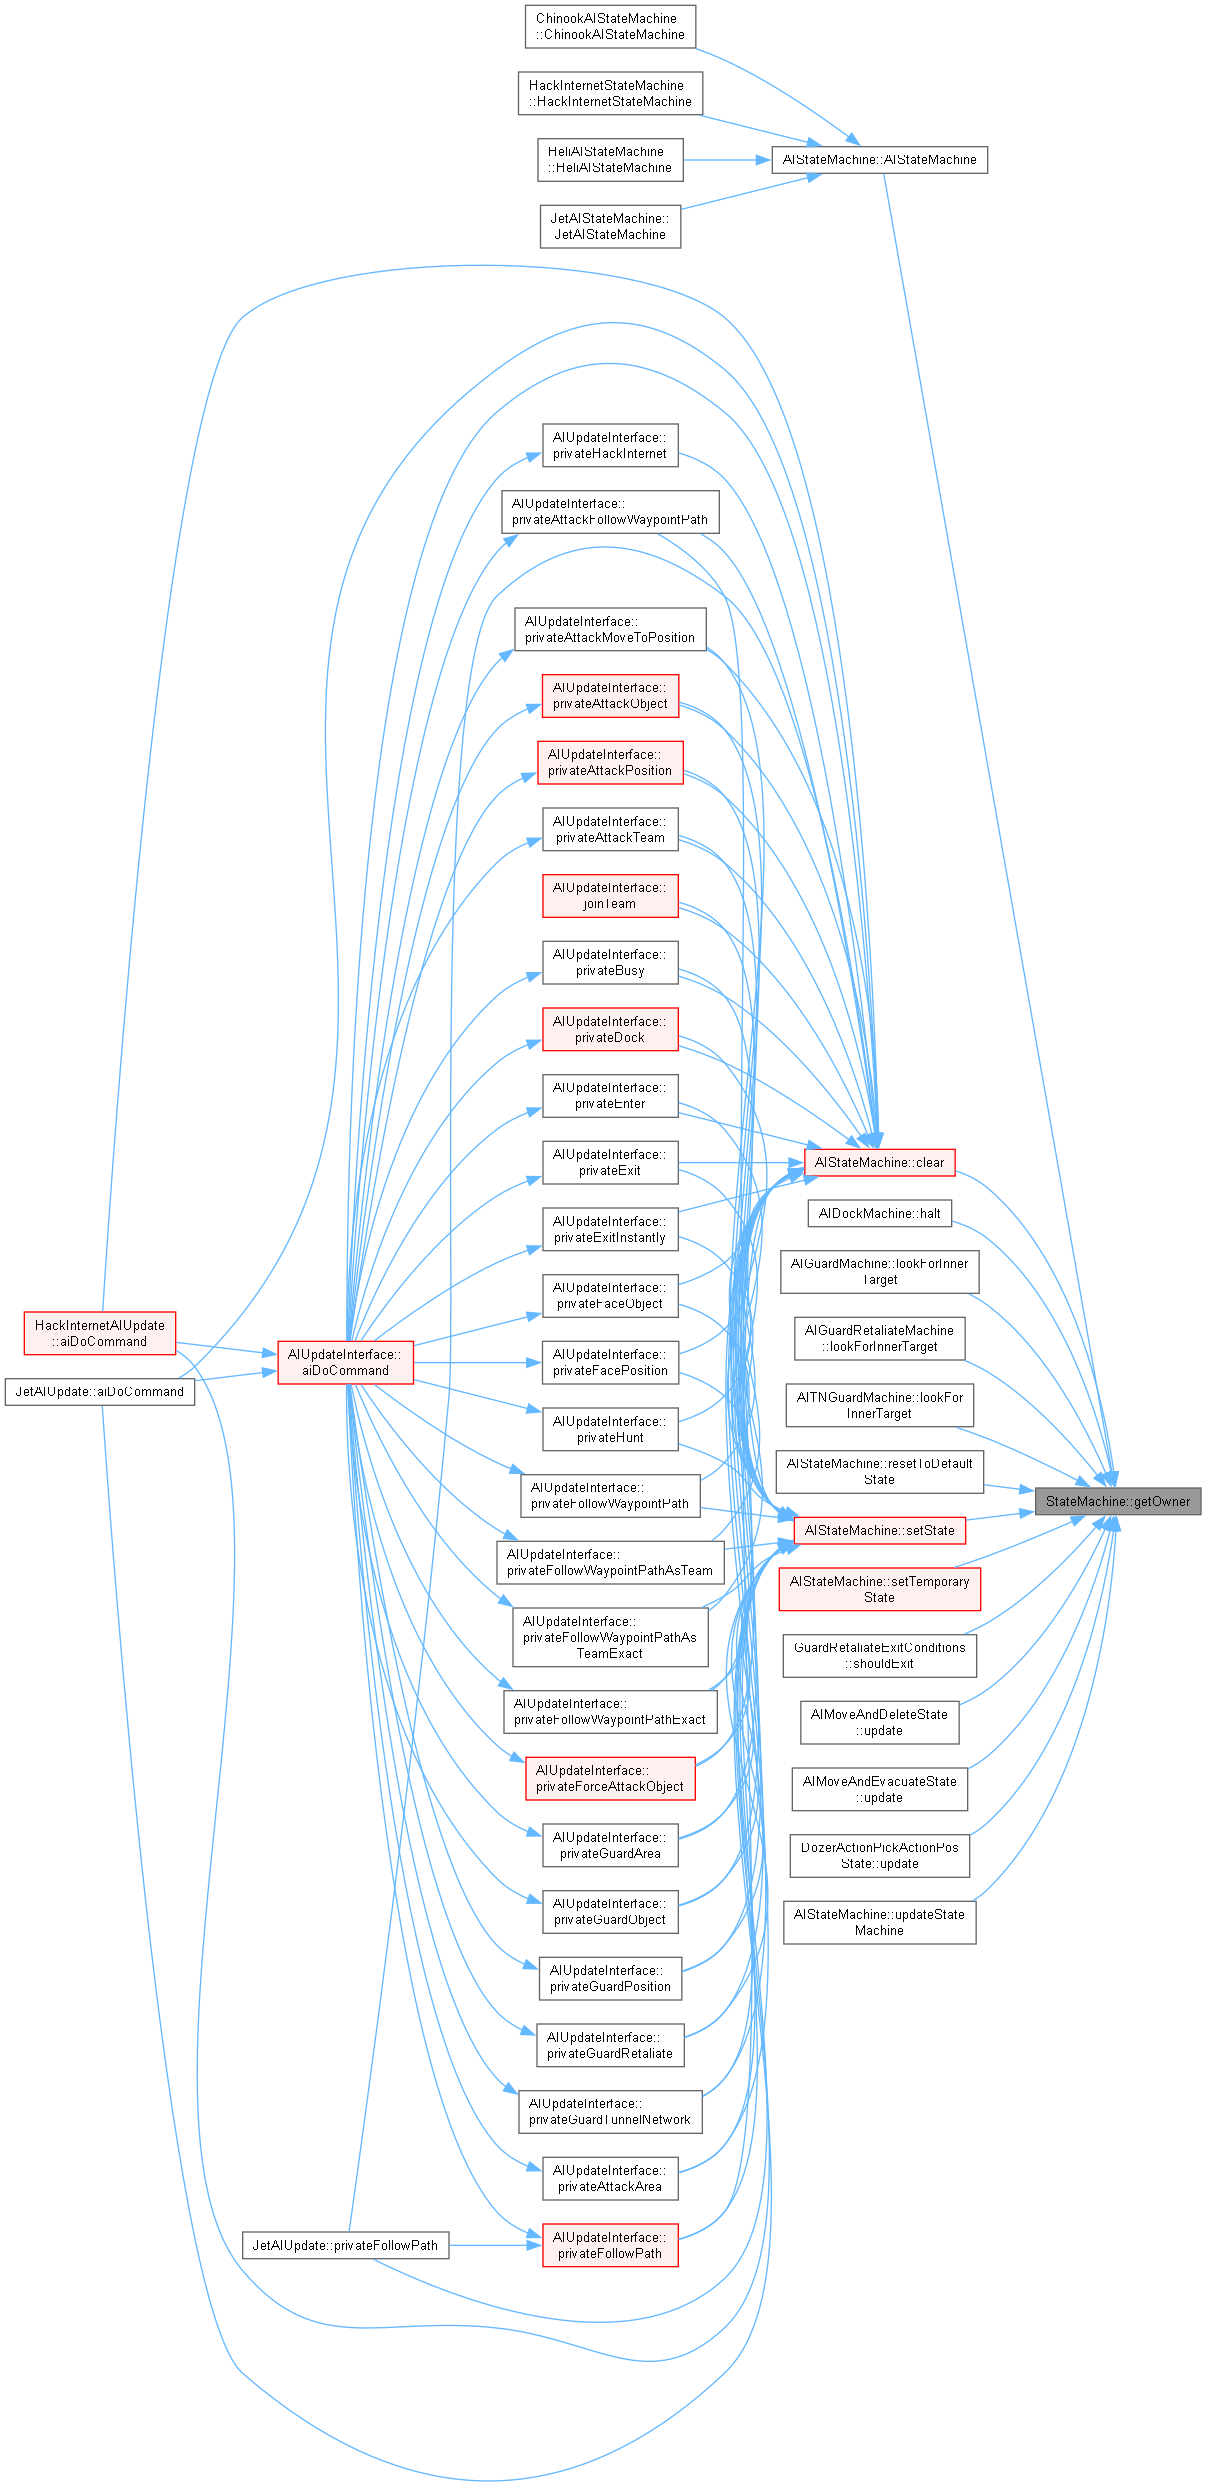 ChinookAIStateMachine
::ChinookAIStateMachine
HackInternetStateMachine
::HackInternetStateMachine
HeliAIStateMachine
::HeliAIStateMachine
AIStateMachine::AIStateMachine
JetAIStateMachine::
JetAIStateMachine
AIUpdateInterface::
privateHackInternet
AIUpdateInterface::
privateAttackFollowWaypointPath
AIUpdateInterface::
privateAttackMoveToPosition
AIUpdateInterface::
privateAttackObject
AIUpdateInterface::
privateAttackPosition
AIUpdateInterface::
privateAttackTeam
AIUpdateInterface::
joinTeam
AIUpdateInterface::
privateBusy
AIUpdateInterface::
privateDock
AIUpdateInterface::
privateEnter
AIUpdateInterface::
privateExit
AIStateMachine::clear
AIUpdateInterface::
privateExitInstantly
AIDockMachine::halt
AIUpdateInterface::
privateFaceObject
AIGuardMachine::lookForInner
Target
HackInternetAIUpdate
::aiDoCommand
JetAIUpdate::aiDoCommand
AIUpdateInterface::
aiDoCommand
AIUpdateInterface::
privateFacePosition
AIGuardRetaliateMachine
::lookForInnerTarget
AIUpdateInterface::
privateHunt
AITNGuardMachine::lookFor
InnerTarget
AIUpdateInterface::
privateFollowWaypointPath
AIStateMachine::resetToDefault
State
StateMachine::getOwner
AIUpdateInterface::
privateFollowWaypointPathAsTeam
AIStateMachine::setState
AIStateMachine::setTemporary
State
AIUpdateInterface::
privateFollowWaypointPathAs
TeamExact
GuardRetaliateExitConditions
::shouldExit
AIUpdateInterface::
privateFollowWaypointPathExact
AIMoveAndDeleteState
::update
AIUpdateInterface::
privateForceAttackObject
AIMoveAndEvacuateState
::update
AIUpdateInterface::
privateGuardArea
DozerActionPickActionPos
State::update
AIUpdateInterface::
privateGuardObject
AIStateMachine::updateState
Machine
AIUpdateInterface::
privateGuardPosition
AIUpdateInterface::
privateGuardRetaliate
AIUpdateInterface::
privateGuardTunnelNetwork
AIUpdateInterface::
privateAttackArea
JetAIUpdate::privateFollowPath
AIUpdateInterface::
privateFollowPath